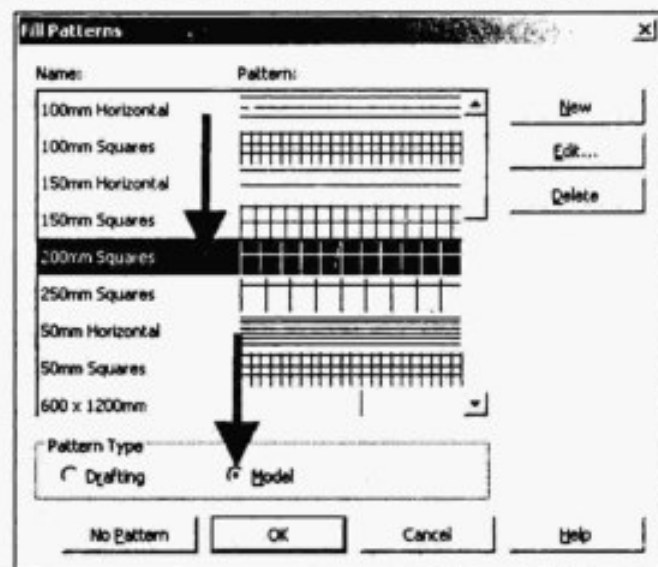 Fill Patterns
Name: Pattern:
100mm Horizontal
New
100mm Squares
Edit...
150mm Horizontal
Delete
150mm Squares
200mm Squares
250mm Squares
50mm Horizontal
50mm Squares
600 x 1200mm
Pattern Type
Drafting Model
No Pattern OK Cancel Help